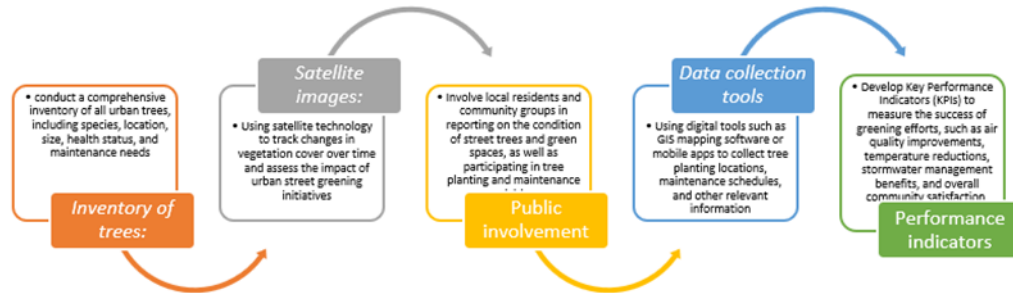 • conduct a comprehensive
inventory of all urban trees,
including species, location,
size, health status, and
maintenance needs
Inventory of
trees:
Satellite
images:
• Using satellite technology
to track changes in
vegetation cover over time
and assess the impact of
urban street greening
initiatives
• Involve local residents and
community groups in
reporting on the condition
of street trees and green
spaces, as well as
participating in tree
planting and maintenance
Public
involvement
Data collection
tools
• Using digital tools such as
GIS mapping software or
mobile apps to collect tree
planting locations,
maintenance schedules,
and other relevant
information
• Develop Key Performance
Indicators (KPIs) to
measure the success of
greening efforts, such as air
quality improvements,
temperature reductions,
stormwater management
benefits, and overall
community satisfaction
Performance
indicators